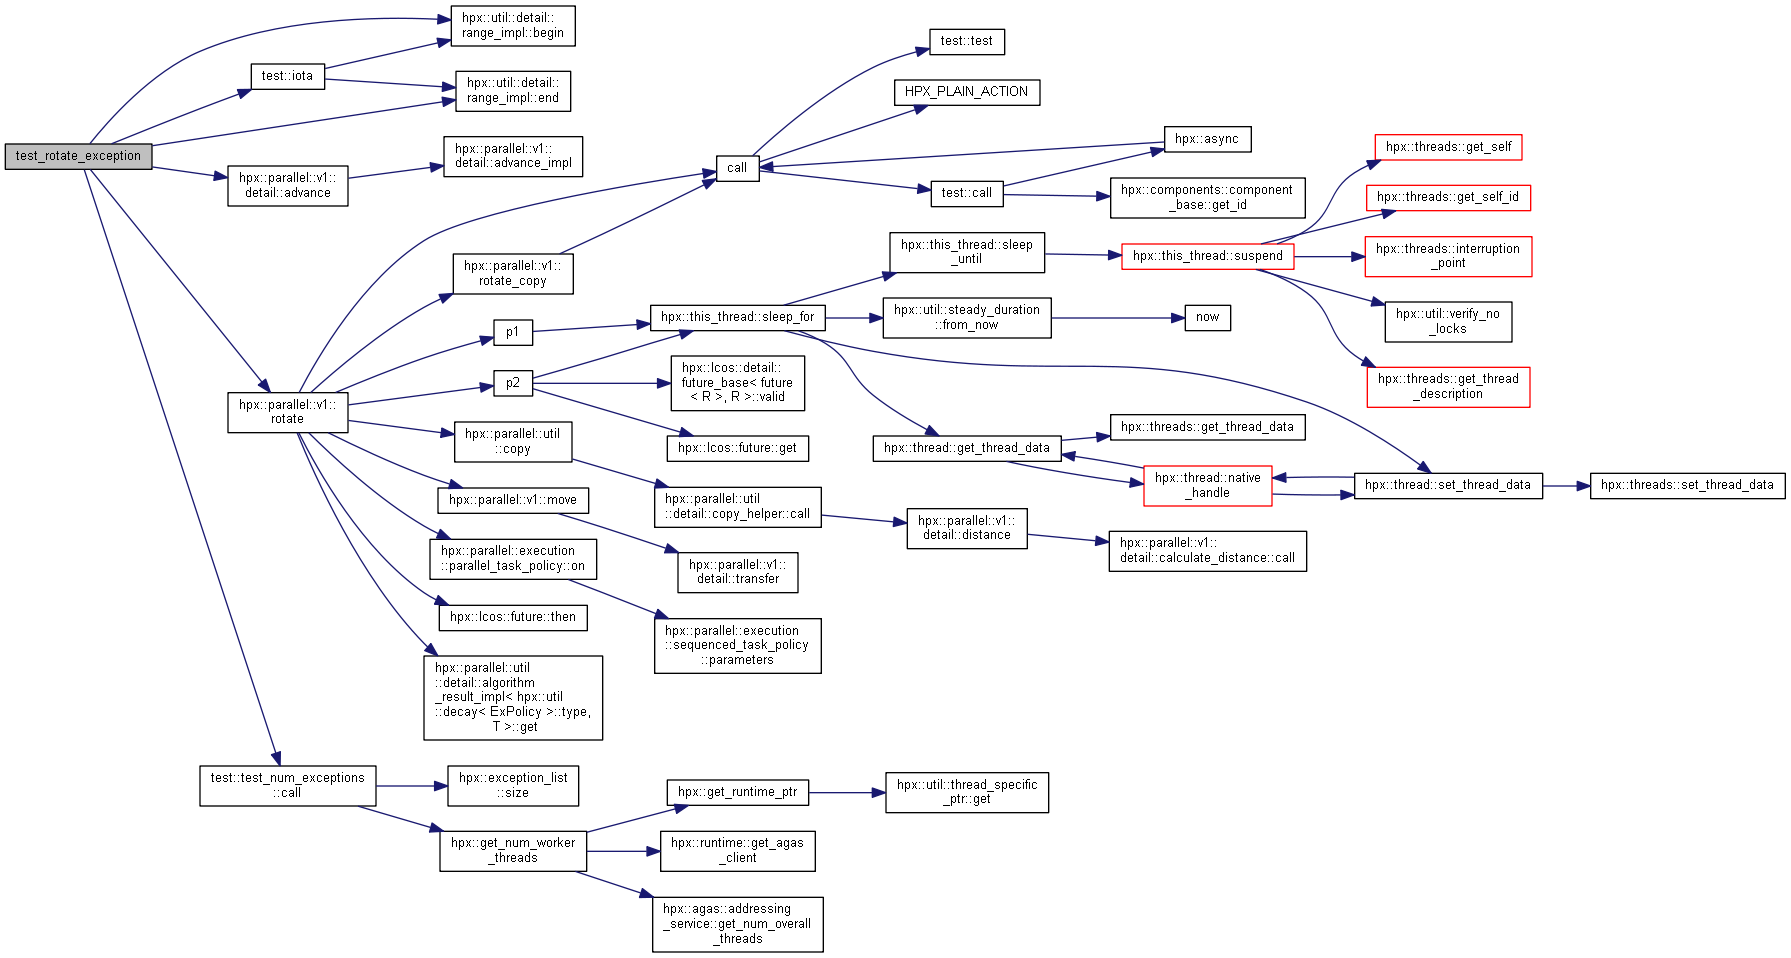 test_rotate_exception
hpx::util::detail::
range_impl::begin
test::iota
hpx::util::detail::
range_impl::end
hpx::parallel::v1::
detail::advance
hpx::parallel::v1::
detail::advance_impl
hpx::parallel::v1::
rotate
call
test::test
HPX_PLAIN_ACTION
test::call
hpx::async
hpx::components::component
_base::get_id
hpx::parallel::v1::
rotate_copy
p1
p2
hpx::this_thread::sleep_for
hpx::this_thread::sleep
_until
hpx::this_thread::suspend
hpx::threads::get_self
hpx::threads::get_self_id
hpx::threads::interruption
_point
hpx::util::verify_no
_locks
hpx::threads::get_thread
_description
hpx::util::steady_duration
::from_now
now
hpx::lcos::detail::
future_base< future
< R >, R >::valid
hpx::lcos::future::get
hpx::thread::get_thread_data
hpx::threads::get_thread_data
hpx::thread::native
_handle
hpx::thread::set_thread_data
hpx::threads::set_thread_data
hpx::parallel::util
::copy
hpx::parallel::util
::detail::copy_helper::call
hpx::parallel::v1::
detail::distance
hpx::parallel::v1::
detail::calculate_distance::call
hpx::parallel::v1::move
hpx::parallel::v1::
detail::transfer
hpx::parallel::execution
::parallel_task_policy::on
hpx::parallel::execution
::sequenced_task_policy
::parameters
hpx::lcos::future::then
hpx::parallel::util
::detail::algorithm
_result_impl< hpx::util
::decay< ExPolicy >::type,
T >::get
test::test_num_exceptions
::call
hpx::exception_list
::size
hpx::get_num_worker
_threads
hpx::get_runtime_ptr
hpx::util::thread_specific
_ptr::get
hpx::runtime::get_agas
_client
hpx::agas::addressing
_service::get_num_overall
_threads